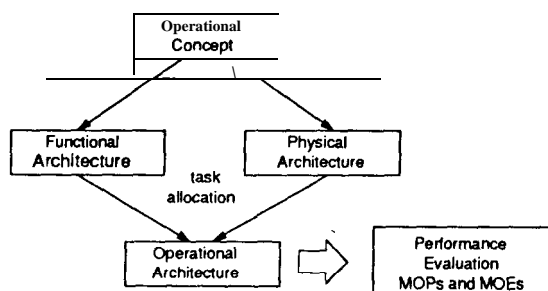 Operational
Concept
Functional
Architecture
Physical
Architecture
task
allocation
Operational
Architecture
Performance
Evaluation
MOPs and MOEs